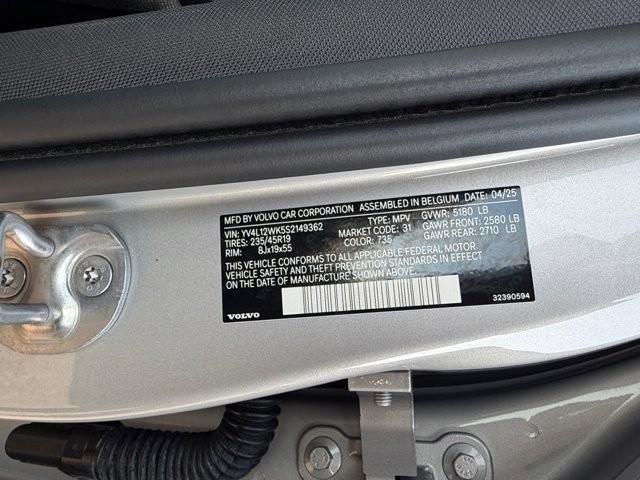 MFD BY VOLVO CAR CORPORATION ASSEMBLED IN BELGIUM 04/25
VIN: YV4L12WK5S2149362 TYPE: MPV GVWR: 5180 LB
TIRES: 235/45R19 MARKET CODE: 31 GAWR FRONT: 2580 LB
RIM: 8Jx19x55 COLOR: 735 GAWR REAR: 2710 LB
THIS VEHICLE CONFORMS TO ALL APPLICABLE FEDERAL MOTOR
VEHICLE SAFETY AND THEFT PREVENTION STANDARDS IN EFFECT
ON THE DATE OF MANUFACTURE SHOWN ABOVE.
32390594
VOLVO